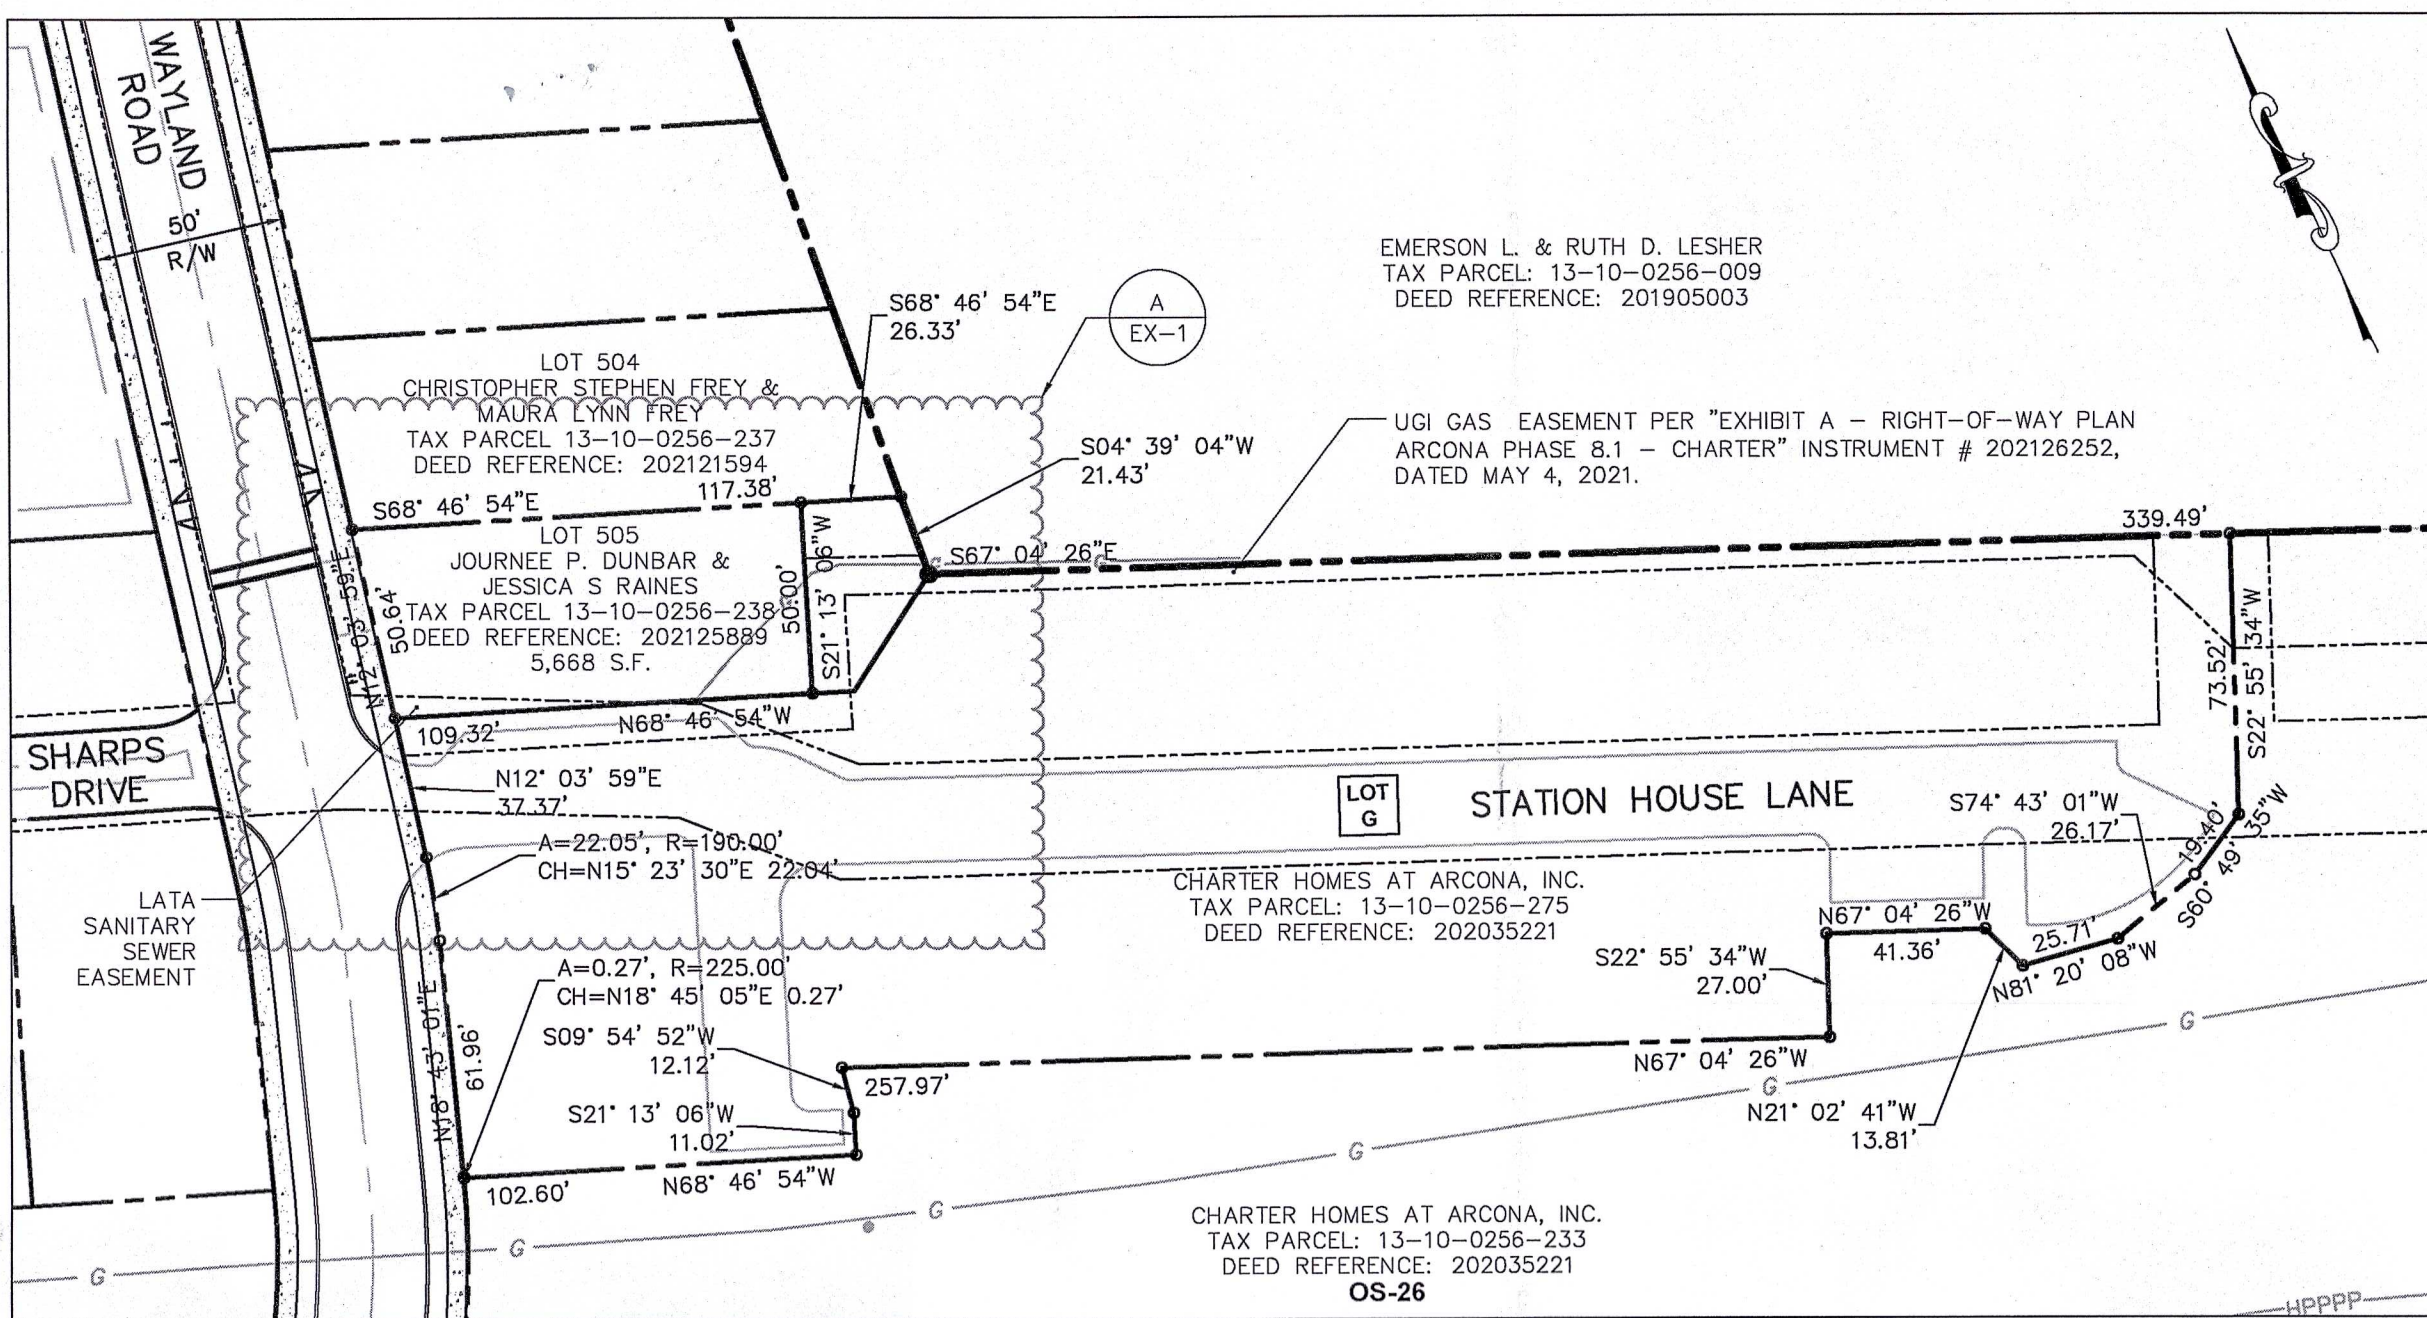 WAYLAND
ROAD
50'
R/W
EMERSON L. & RUTH D. LESHER
TAX PARCEL: 13-10-0256-009
DEED REFERENCE: 201905003
S68° 46' 54"E
26.33'
A
EX-1
LOT 504
CHRISTOPHER STEPHEN FREY &
MAURA LYNN FREY
TAX PARCEL 13-10-0256-237
DEED REFERENCE: 202121594
117.38'
S68° 46' 54"E
S04° 39' 04"W
21.43'
UGI GAS EASEMENT PER "EXHIBIT A - RIGHT-OF-WAY PLAN
ARCONA PHASE 8.1 - CHARTER" INSTRUMENT # 202126252,
DATED MAY 4, 2021.
LOT 505
JOURNEE P. DUNBAR &
JESSICA S RAINES
TAX PARCEL 13-10-0256-238
DEED REFERENCE: 202125889
5,668 S.F.
N12° 03' 59"E
50.64'
50.00'
S21° 13' 06"W
S67° 04' 26"E
G
339.49'
73.52'
S22° 55' 34"W
109.32'
N68° 46' 54"W
SHARPS
DRIVE
N12° 03' 59"E
37.37'
A=22.05', R=190.00'
CH=N15° 23' 30"E 22.04'
LOT
G
STATION HOUSE LANE
S74° 43' 01"W
26.17'
19.40'
S60° 49' 35"W
LATA
SANITARY
SEWER
EASEMENT
CHARTER HOMES AT ARCONA, INC.
TAX PARCEL: 13-10-0256-275
DEED REFERENCE: 202035221
N67° 04' 26"W
41.36'
25.71'
N81° 20' 08"W
S22° 55' 34"W
27.00'
A=0.27', R=225.00'
CH=N18° 45' 05"E 0.27'
N18° 43' 01"E
61.96'
S09° 54' 52"W
12.12'
257.97'
N67° 04' 26"W
N21° 02' 41"W
13.81'
S21° 13' 06"W
11.02'
102.60'
N68° 46' 54"W
G
G
G
G
G
G
CHARTER HOMES AT ARCONA, INC.
TAX PARCEL: 13-10-0256-233
DEED REFERENCE: 202035221
OS-26
HPPPP